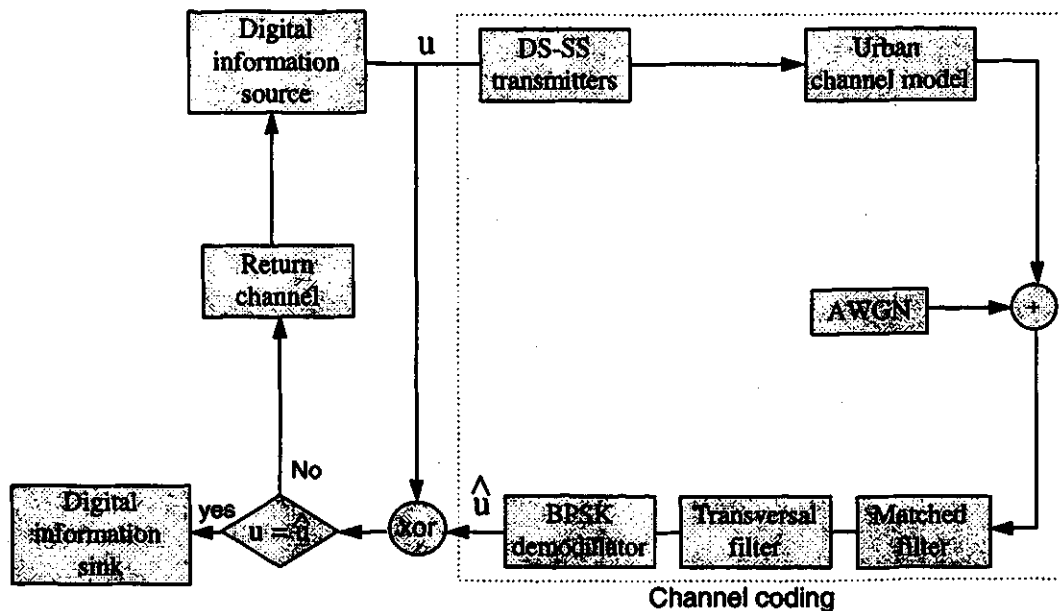 Digital
information
source
u
DS-SS
transmitters
Urban
channel model
Return
channel
AWGN
+
No
yes
Digital
information
sink
u = û
xor
û
BPSK
demodulator
Transversal
filter
Matched
filter
Channel coding